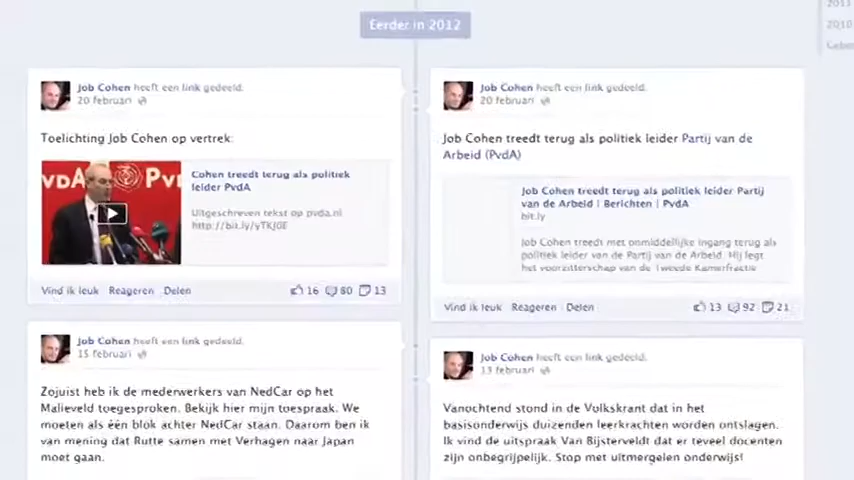 Eerder in 2012
2011
2010
Job Cohen heeft een link gedeeld.
20 februari
Toelichting Job Cohen op vertrek:
Cohen treedt terug als politiek
leider PvdA
Uitgeschreven tekst op pvda.nl
Vind ik leuk Reageren Delen
16 80 13
Job Cohen heeft een link gedeeld.
20 februari
Job Cohen treedt terug als politiek leider Partij van de
Arbeid (PvdA)
Job Cohen treedt terug als politiek leider Partij
van de Arbeid | Berichten | PvdA
bit.ly
Job Cohen treedt met onmiddellijke ingang terug als
politiek leider van de Partij van de Arbeid. Hij legt
het voorzitterschap van de Tweede Kamerfractie
Vind ik leuk Reageren Delen
13 92 21
Job Cohen heeft een link gedeeld.
15 februari
Zojuist heb ik de mederwerkers van NedCar op het
Malieveld toegesproken. Bekijk hier mijn toespraak. We
moeten als één blok achter NedCar staan. Daarom ben ik
van mening dat Rutte samen met Verhagen naar Japan
moet gaan.
Job Cohen heeft een link gedeeld.
13 februari
Vanochtend stond in de Volkskrant dat in het
basisonderwijs duizenden leerkrachten worden ontslagen.
Ik vind de uitspraak Van Bijsterveldt dat er teveel docenten
zijn onbegrijpelijk. Stop met uitmergelen onderwijs!